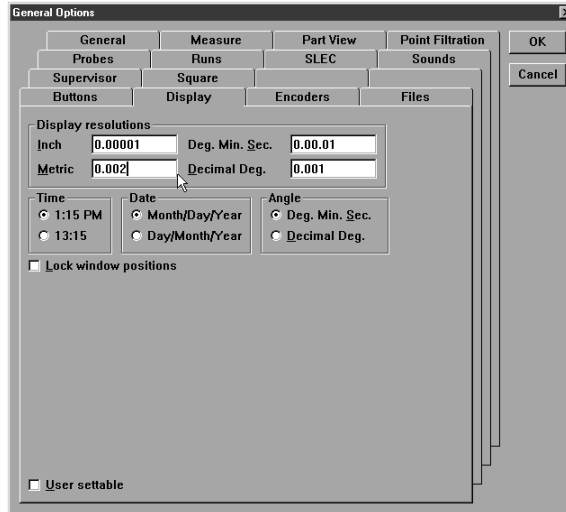 General Options
General Measure Part View Point Filtration OK
Probes Runs SLEC Sounds
Supervisor Square Cancel
Buttons Display Encoders Files
Display resolutions
Inch 0.00001 Deg. Min. Sec. 0.00.01
Metric 0.002 Decimal Deg. 0.001
Time Date Angle
1:15 PM Month/Day/Year Deg. Min. Sec.
13:15 Day/Month/Year Decimal Deg.
Lock window positions
User settable